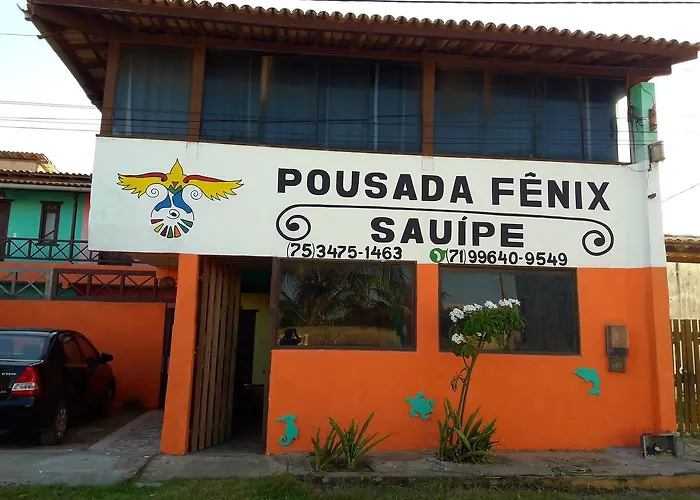 POUSADA FÊNIX
SAUÍPE
(75)3475-1463 (71)99640-9549